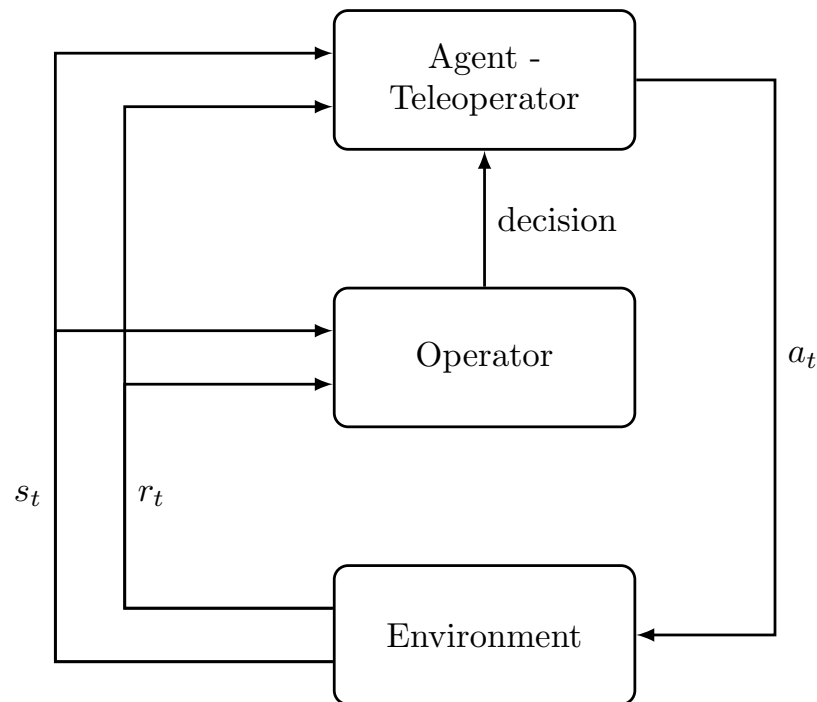 Agent -
Teleoperator
decision
Operator
a_t
s_t
r_t
Environment